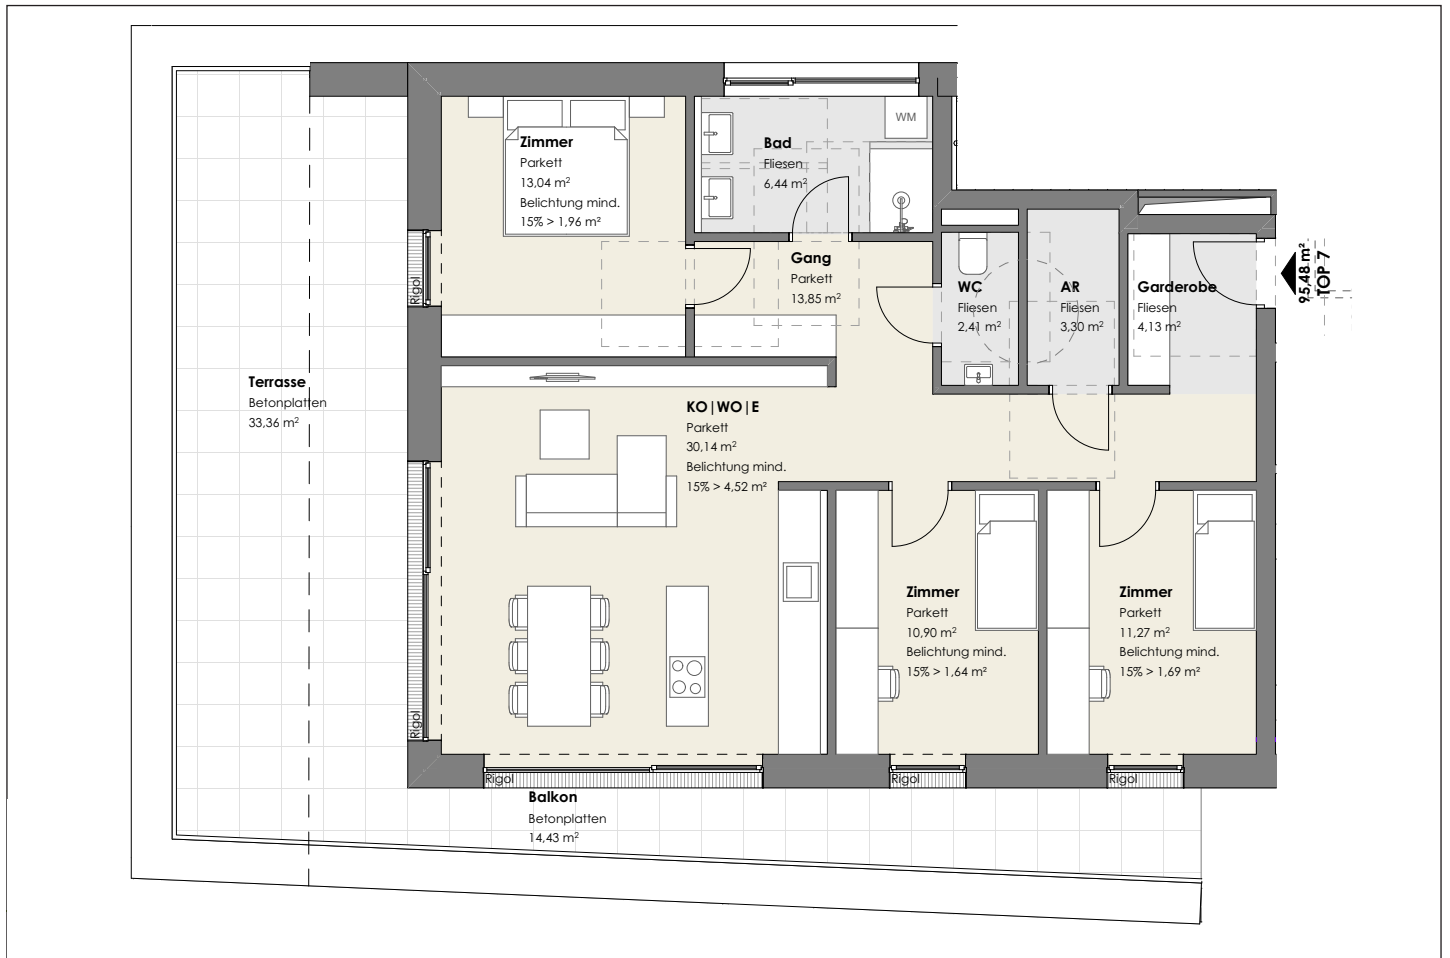 Zimmer
Parkett
13,04 m²
Belichtung mind.
15% > 1,96 m²
Bad
Fliesen
6,44 m²
WM
Gang
Parkett
13,85 m²
WC
Fliesen
2,41 m²
AR
Fliesen
3,30 m²
Garderobe
Fliesen
4,13 m²
95,48 m²
TOP 7
Rigol
Terrasse
Betonplatten
33,36 m²
KO|WO|E
Parkett
30,14 m²
Belichtung mind.
15% > 4,52 m²
Zimmer
Parkett
10,90 m²
Belichtung mind.
15% > 1,64 m²
Zimmer
Parkett
11,27 m²
Belichtung mind.
15% > 1,69 m²
Rigol
Rigol
Rigol
Rigol
Balkon
Betonplatten
14,43 m²